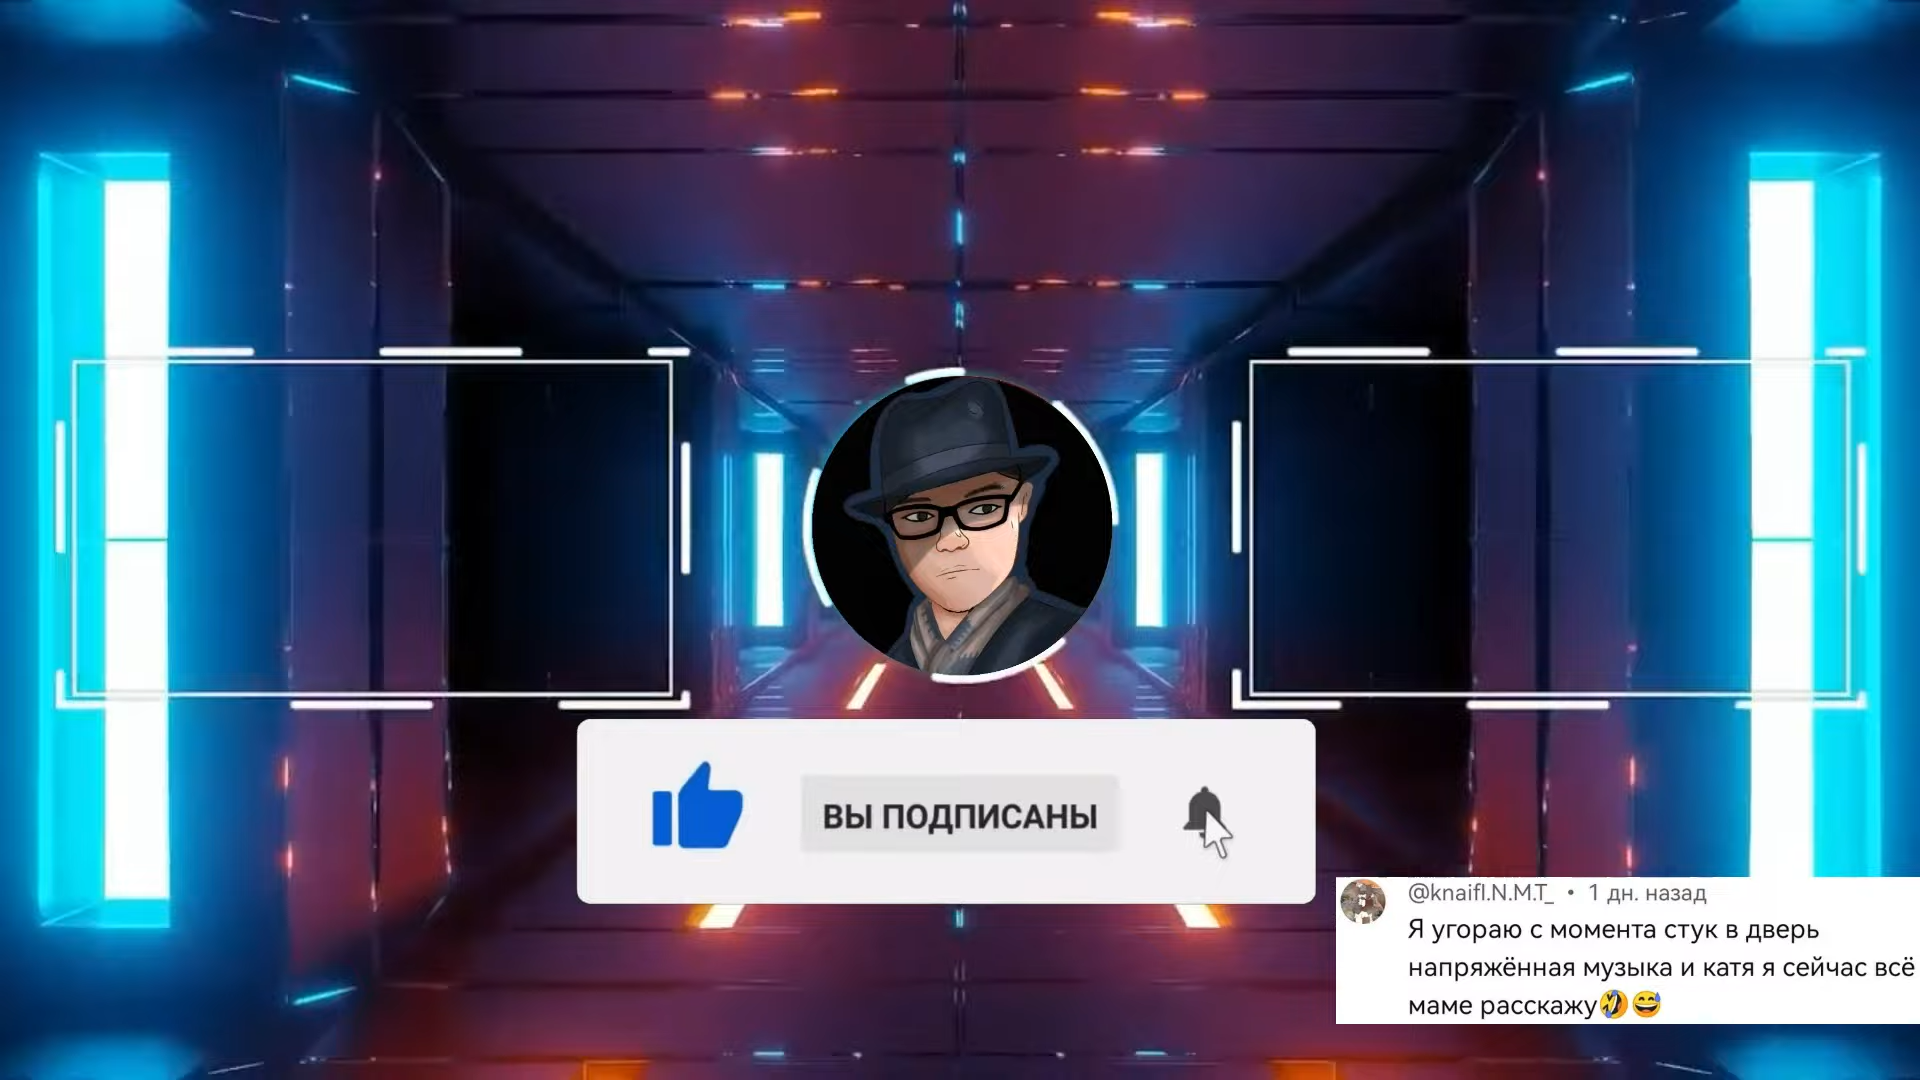 ВЫ ПОДПИСАНЫ
@knaifl.N.M.T_ • 1 дн. назад
Я угораю с момента стук в дверь
напряжённая музыка и катя я сейчас всё
маме расскажу🤣😅